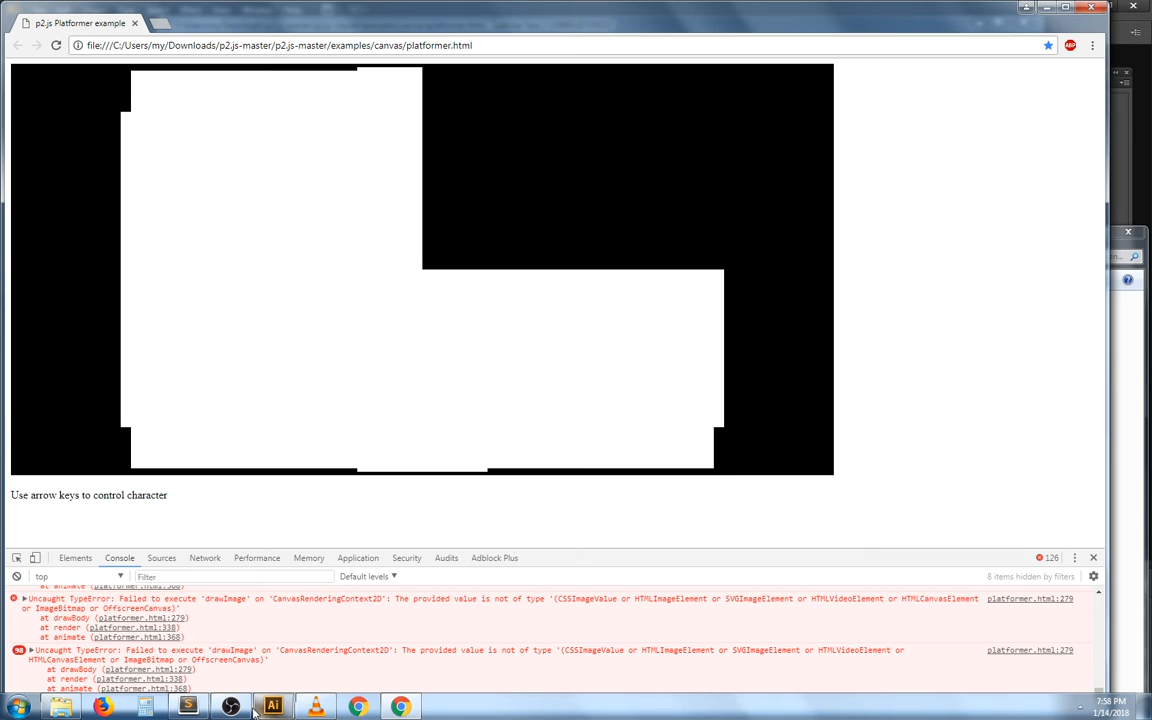 p2.js Platformer example
file:///C:/Users/my/Downloads/p2.js-master/p2.js-master/examples/canvas/platformer.html
ABP
Use arrow keys to control character
Elements Console Sources Network Performance Memory Application Security Audits Adblock Plus 126
top Filter Default levels 8 items hidden by filters
at animate (platformer.html:368)
Uncaught TypeError: Failed to execute 'drawImage' on 'CanvasRenderingContext2D': The provided value is not of type '(CSSImageValue or HTMLImageElement or SVGImageElement or HTMLVideoElement or HTMLCanvasElement platformer.html:279
or ImageBitmap or OffscreenCanvas)'
at drawBody (platformer.html:279)
at render (platformer.html:338)
at animate (platformer.html:368)
98 Uncaught TypeError: Failed to execute 'drawImage' on 'CanvasRenderingContext2D': The provided value is not of type '(CSSImageValue or HTMLImageElement or SVGImageElement or HTMLVideoElement or platformer.html:279
HTMLCanvasElement or ImageBitmap or OffscreenCanvas)'
at drawBody (platformer.html:279)
at render (platformer.html:338)
at animate (platformer.html:368)
Ai
7:58 PM
1/14/2018